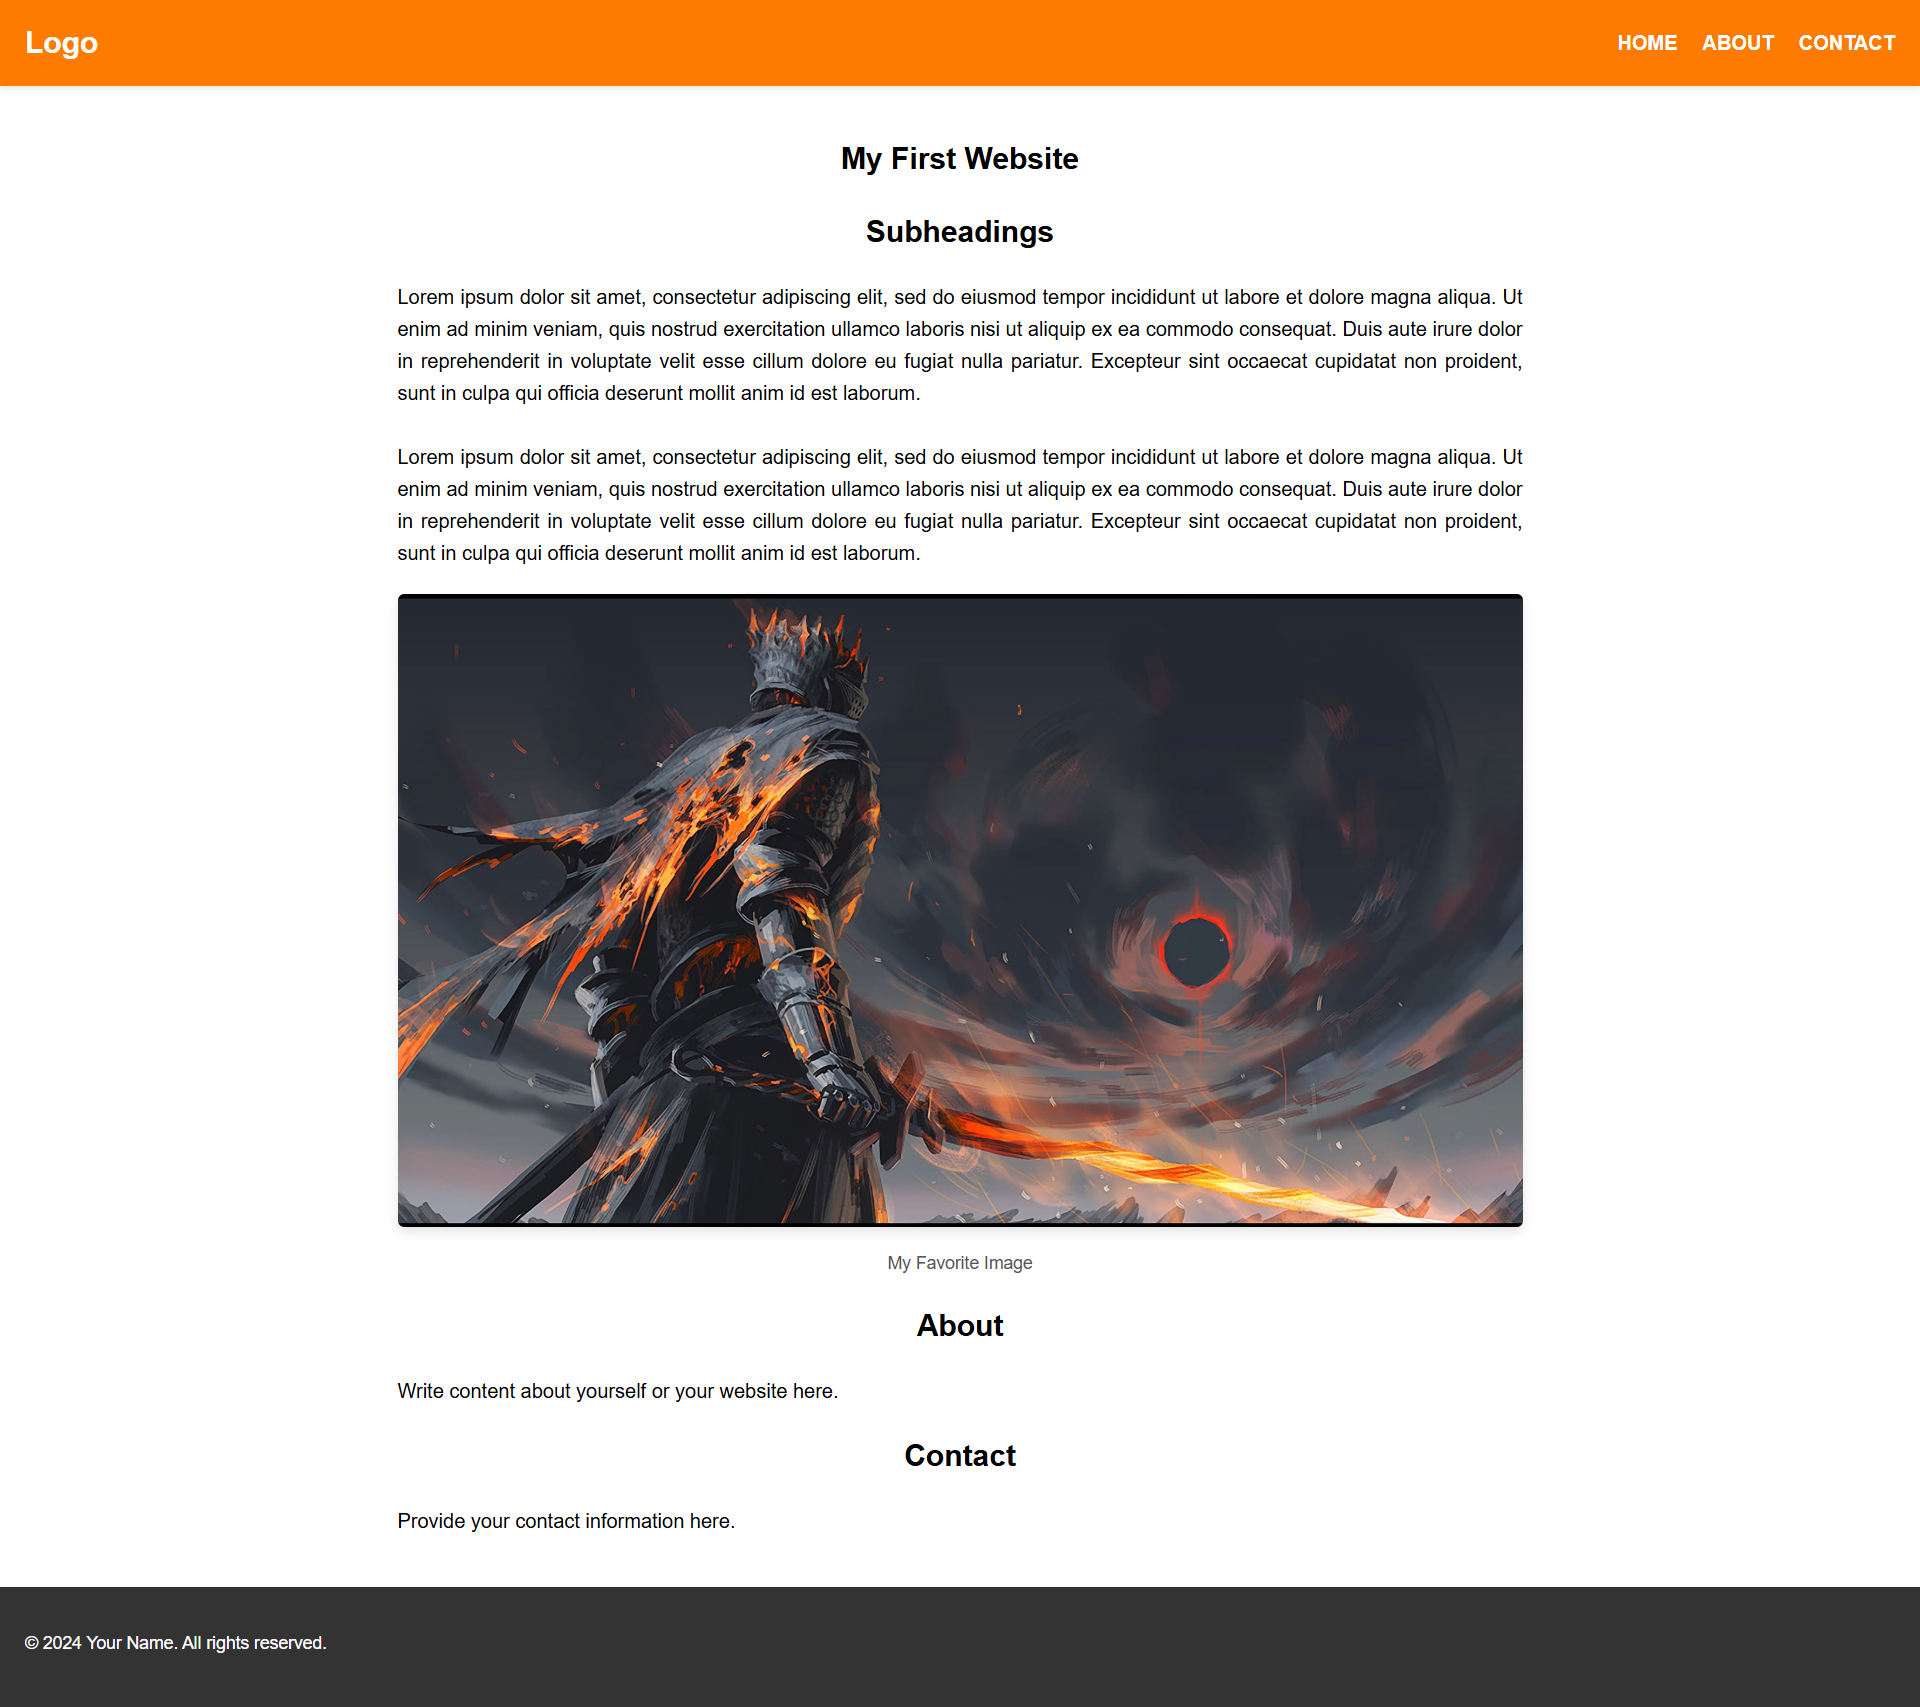 Logo
HOME ABOUT CONTACT
My First Website
Subheadings
Lorem ipsum dolor sit amet, consectetur adipiscing elit, sed do eiusmod tempor incididunt ut labore et dolore magna aliqua. Ut
enim ad minim veniam, quis nostrud exercitation ullamco laboris nisi ut aliquip ex ea commodo consequat. Duis aute irure dolor
in reprehenderit in voluptate velit esse cillum dolore eu fugiat nulla pariatur. Excepteur sint occaecat cupidatat non proident,
sunt in culpa qui officia deserunt mollit anim id est laborum.
Lorem ipsum dolor sit amet, consectetur adipiscing elit, sed do eiusmod tempor incididunt ut labore et dolore magna aliqua. Ut
enim ad minim veniam, quis nostrud exercitation ullamco laboris nisi ut aliquip ex ea commodo consequat. Duis aute irure dolor
in reprehenderit in voluptate velit esse cillum dolore eu fugiat nulla pariatur. Excepteur sint occaecat cupidatat non proident,
sunt in culpa qui officia deserunt mollit anim id est laborum.
My Favorite Image
About
Write content about yourself or your website here.
Contact
Provide your contact information here.
© 2024 Your Name. All rights reserved.